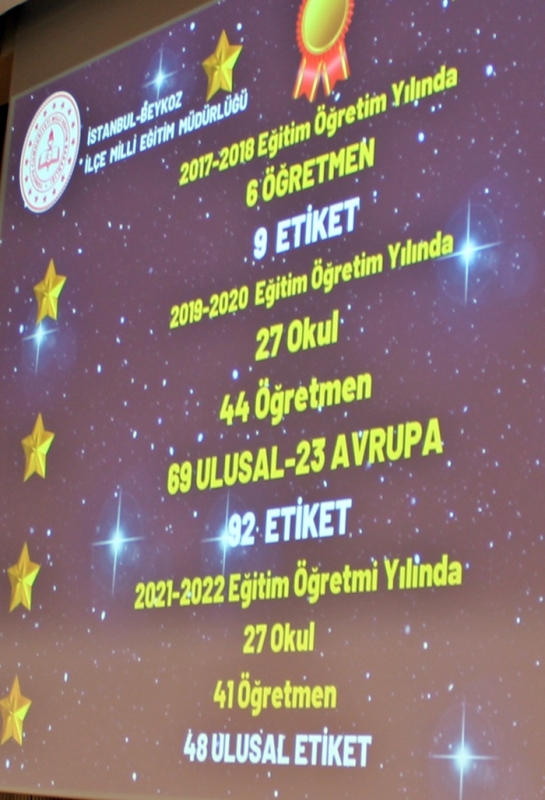 İSTANBUL-BEYKOZ
İLÇE MİLLİ EĞİTİM MÜDÜRLÜĞÜ
2017-2018 Eğitim Öğretim Yılında
6 ÖĞRETMEN
9 ETİKET
2019-2020 Eğitim Öğretim Yılında
27 Okul
44 Öğretmen
69 ULUSAL-23 AVRUPA
92 ETİKET
2021-2022 Eğitim Öğretmi Yılında
27 Okul
41 Öğretmen
48 ULUSAL ETİKET